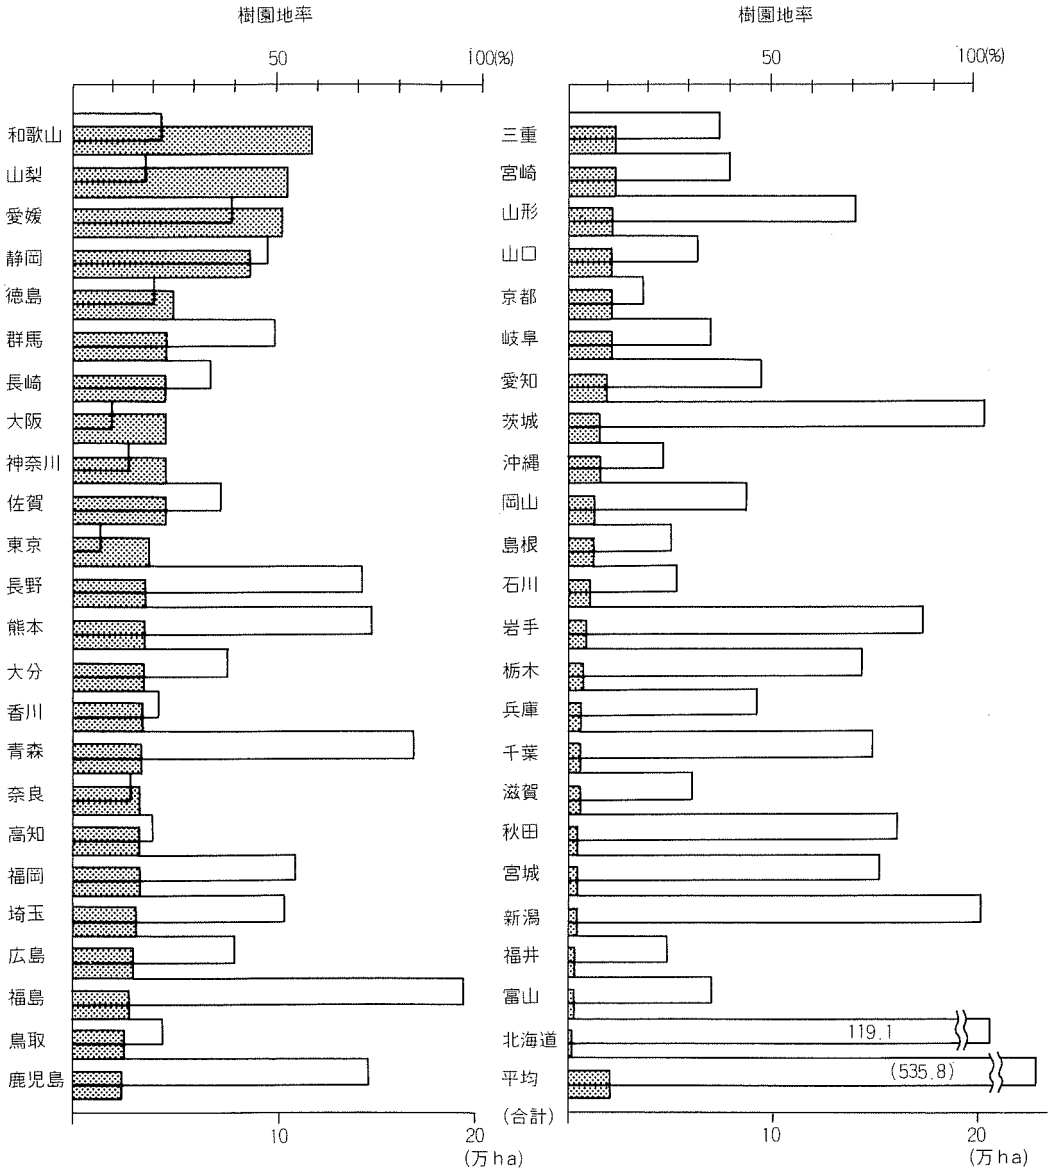 樹園地率
50
100(%)
和歌山
山梨
愛媛
静岡
徳島
群馬
長崎
大阪
神奈川
佐賀
東京
長野
熊本
大分
香川
青森
奈良
高知
福岡
埼玉
広島
福島
鳥取
鹿児島
10
20
(万ha)
樹園地率
50
100(%)
三重
宮崎
山形
山口
京都
岐阜
愛知
茨城
沖縄
岡山
島根
石川
岩手
栃木
兵庫
千葉
滋賀
秋田
宮城
新潟
福井
富山
北海道
119.1
平均
(535.8)
(合計)
10
20
(万ha)